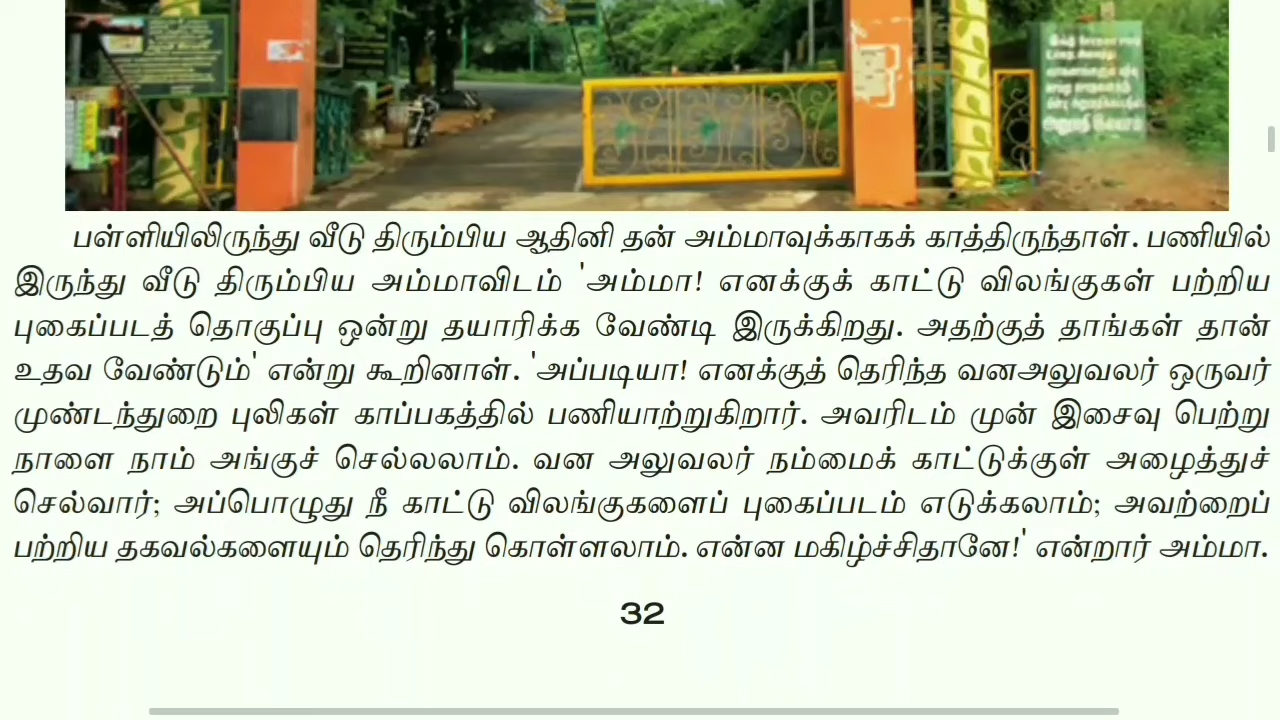 பள்ளியிலிருந்து வீடு திரும்பிய ஆதினி தன் அம்மாவுக்காகக் காத்திருந்தாள். பணியில்
இருந்து வீடு திரும்பிய அம்மாவிடம் 'அம்மா! எனக்குக் காட்டு விலங்குகள் பற்றிய
புகைப்படத் தொகுப்பு ஒன்று தயாரிக்க வேண்டி இருக்கிறது. அதற்குத் தாங்கள் தான்
உதவ வேண்டும்' என்று கூறினாள். 'அப்படியா! எனக்குத் தெரிந்த வனஅலுவலர் ஒருவர்
முண்டந்துறை புலிகள் காப்பகத்தில் பணியாற்றுகிறார். அவரிடம் முன் இசைவு பெற்று
நாளை நாம் அங்குச் செல்லலாம். வன அலுவலர் நம்மைக் காட்டுக்குள் அழைத்துச்
செல்வார்; அப்பொழுது நீ காட்டு விலங்குகளைப் புகைப்படம் எடுக்கலாம்; அவற்றைப்
பற்றிய தகவல்களையும் தெரிந்து கொள்ளலாம். என்ன மகிழ்ச்சிதானே!' என்றார் அம்மா.
32